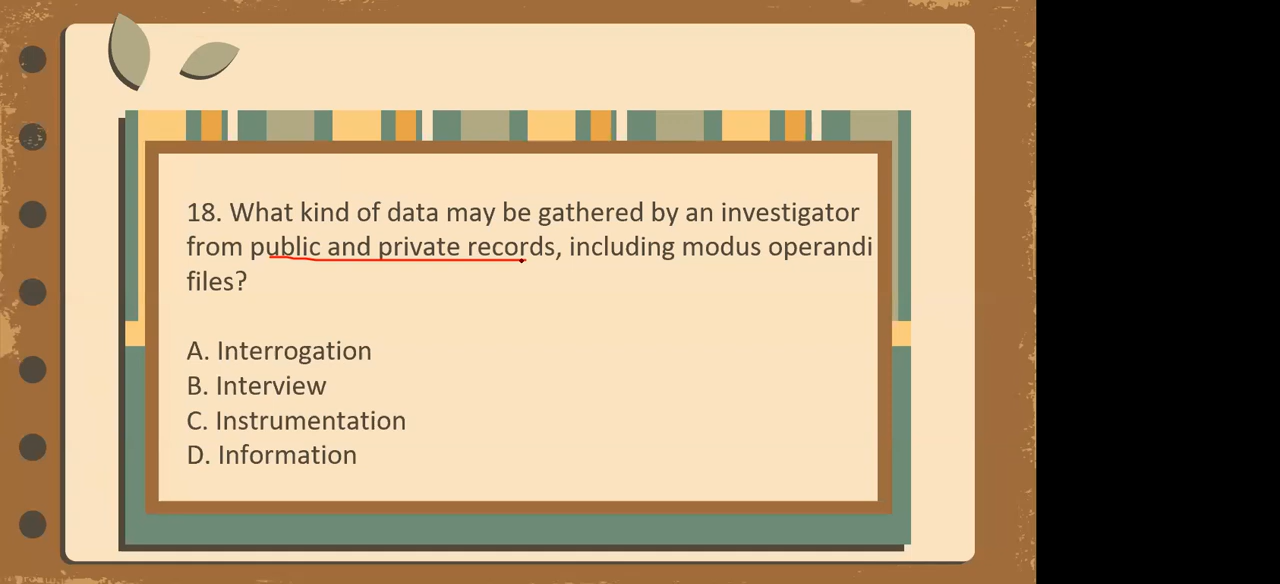 18. What kind of data may be gathered by an investigator
from public and private records, including modus operandi
files?
A. Interrogation
B. Interview
C. Instrumentation
D. Information